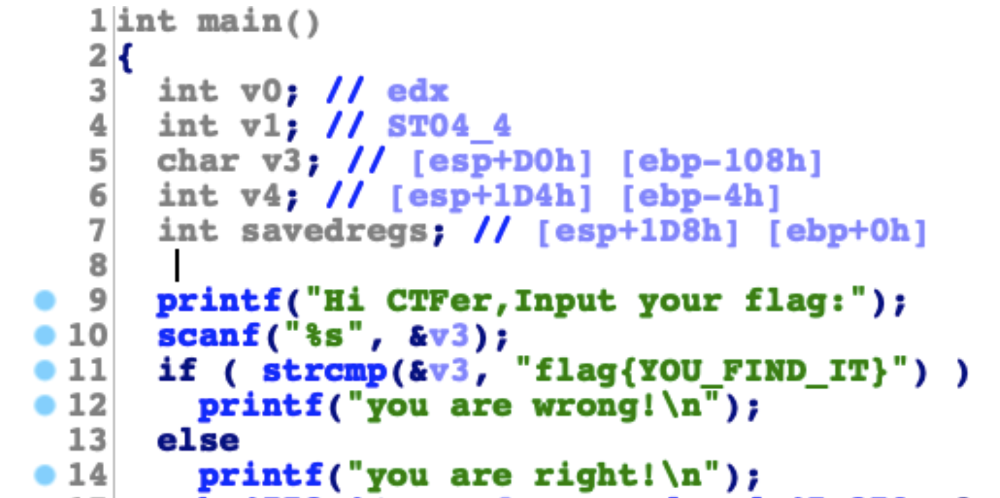 1 int main()
2 {
3 int v0; // edx
4 int v1; // ST04_4
5 char v3; // [esp+D0h] [ebp-108h]
6 int v4; // [esp+1D4h] [ebp-4h]
7 int savedregs; // [esp+1D8h] [ebp+0h]
8
9 printf("Hi CTFer,Input your flag:");
10 scanf("%s", &v3);
11 if ( strcmp(&v3, "flag{YOU_FIND_IT}") )
12 printf("you are wrong!\n");
13 else
14 printf("you are right!\n");